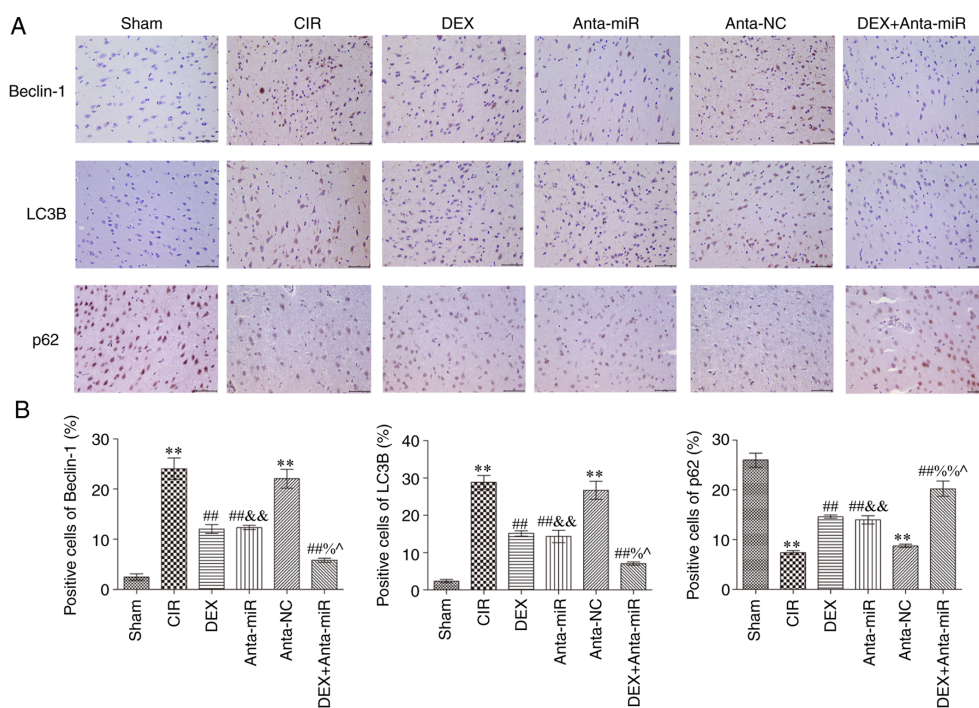 A
Sham CIR DEX Anta-miR Anta-NC DEX+Anta-miR
Beclin-1
LC3B
p62
B
Positive cells of Beclin-1 (%)
30
20
10
0
**
##
##&&
**
##%^
Sham
CIR
DEX
Anta-miR
Anta-NC
DEX+Anta-miR
Positive cells of LC3B (%)
40
30
20
10
0
**
##
##&&
**
##%^
Sham
CIR
DEX
Anta-miR
Anta-NC
DEX+Anta-miR
Positive cells of p62 (%)
30
20
10
0
**
##
##&&
**
##%%^
Sham
CIR
DEX
Anta-miR
Anta-NC
DEX+Anta-miR